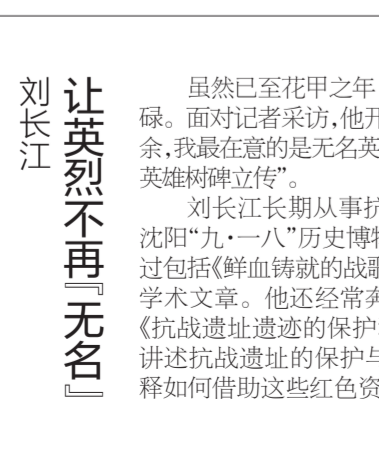 让英烈不再『无名』
刘长江
虽然已至花甲之年
碌。面对记者采访,他开
余,我最在意的是无名英
英雄树碑立传”。
刘长江长期从事抗
沈阳“九·一八”历史博物
过包括《鲜血铸就的战歌
学术文章。他还经常奔
《抗战遗址遗迹的保护
讲述抗战遗址的保护与
释如何借助这些红色资